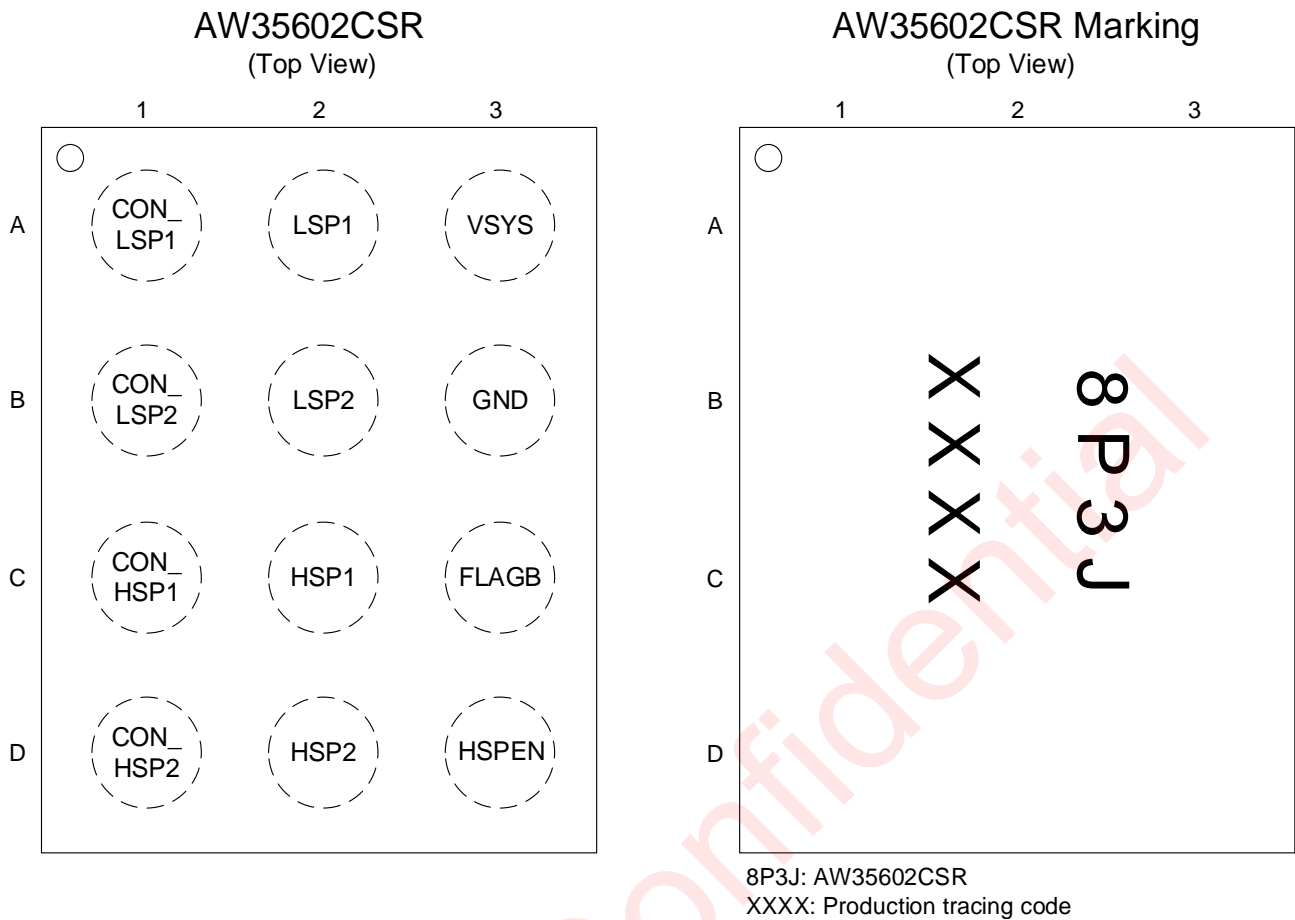 AW35602CSR
(Top View)
1 2 3
A
CON_
LSP1
LSP1
VSYS
B
CON_
LSP2
LSP2
GND
C
CON_
HSP1
HSP1
FLAGB
D
CON_
HSP2
HSP2
HSPEN
AW35602CSR Marking
(Top View)
1 2 3
A
B
C
D
8P3J
XXXX
8P3J: AW35602CSR
XXXX: Production tracing code
onfidential